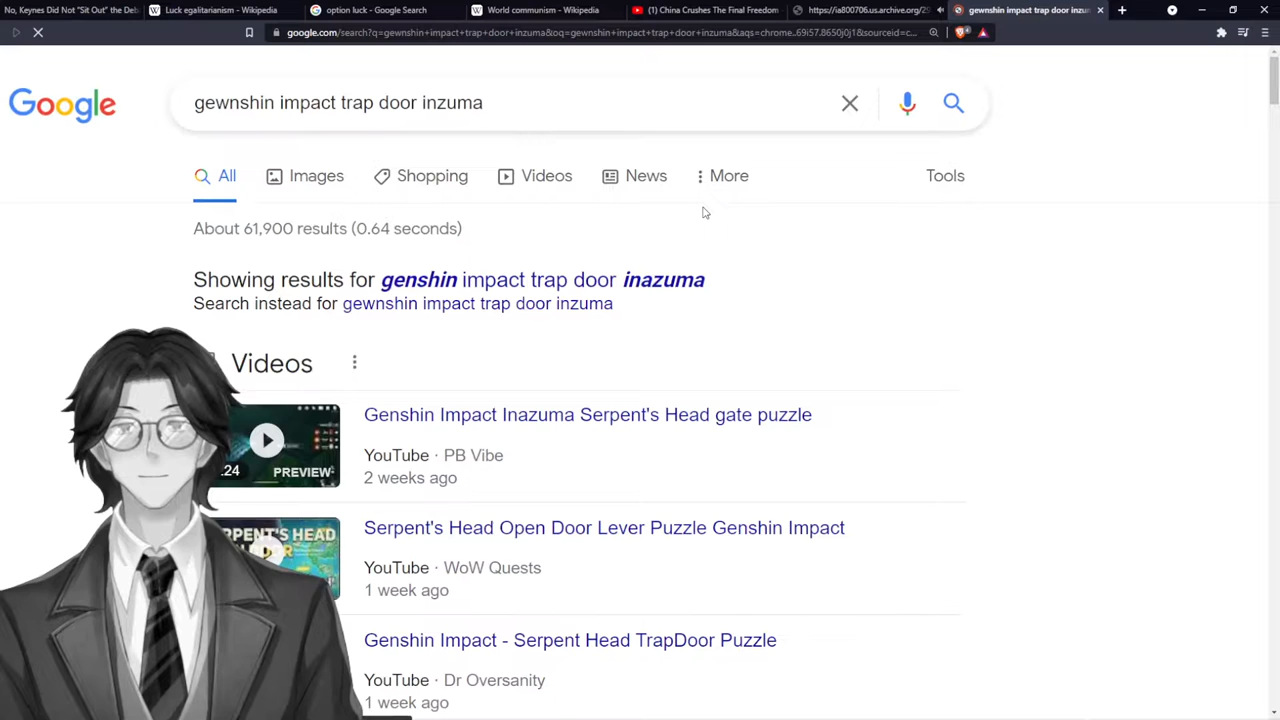 No, Keynes Did Not "Sit Out" the Deb
Luck egalitarianism - Wikipedia
option luck - Google Search
World communism - Wikipedia
(1) China Crushes The Final Freedom
https://ia800706.us.archive.org/2
gewnshin impact trap door inzu
google.com/search?q=gewnshin+impact+trap+door+inzuma&oq=gewnshin+impact+trap+door+inzuma&aqs=chrome..69i57.8650j0j1&sourceid=c...
Google
gewnshin impact trap door inzuma
All
Images
Shopping
Videos
News
More
Tools
About 61,900 results (0.64 seconds)
Showing results for genshin impact trap door inazuma
Search instead for gewnshin impact trap door inzuma
Videos
Genshin Impact Inazuma Serpent's Head gate puzzle
YouTube · PB Vibe
2 weeks ago
:24
PREVIEW
Serpent's Head Open Door Lever Puzzle Genshin Impact
YouTube · WoW Quests
1 week ago
RPENT'S HEAD
DOOR
Genshin Impact - Serpent Head TrapDoor Puzzle
YouTube · Dr Oversanity
1 week ago